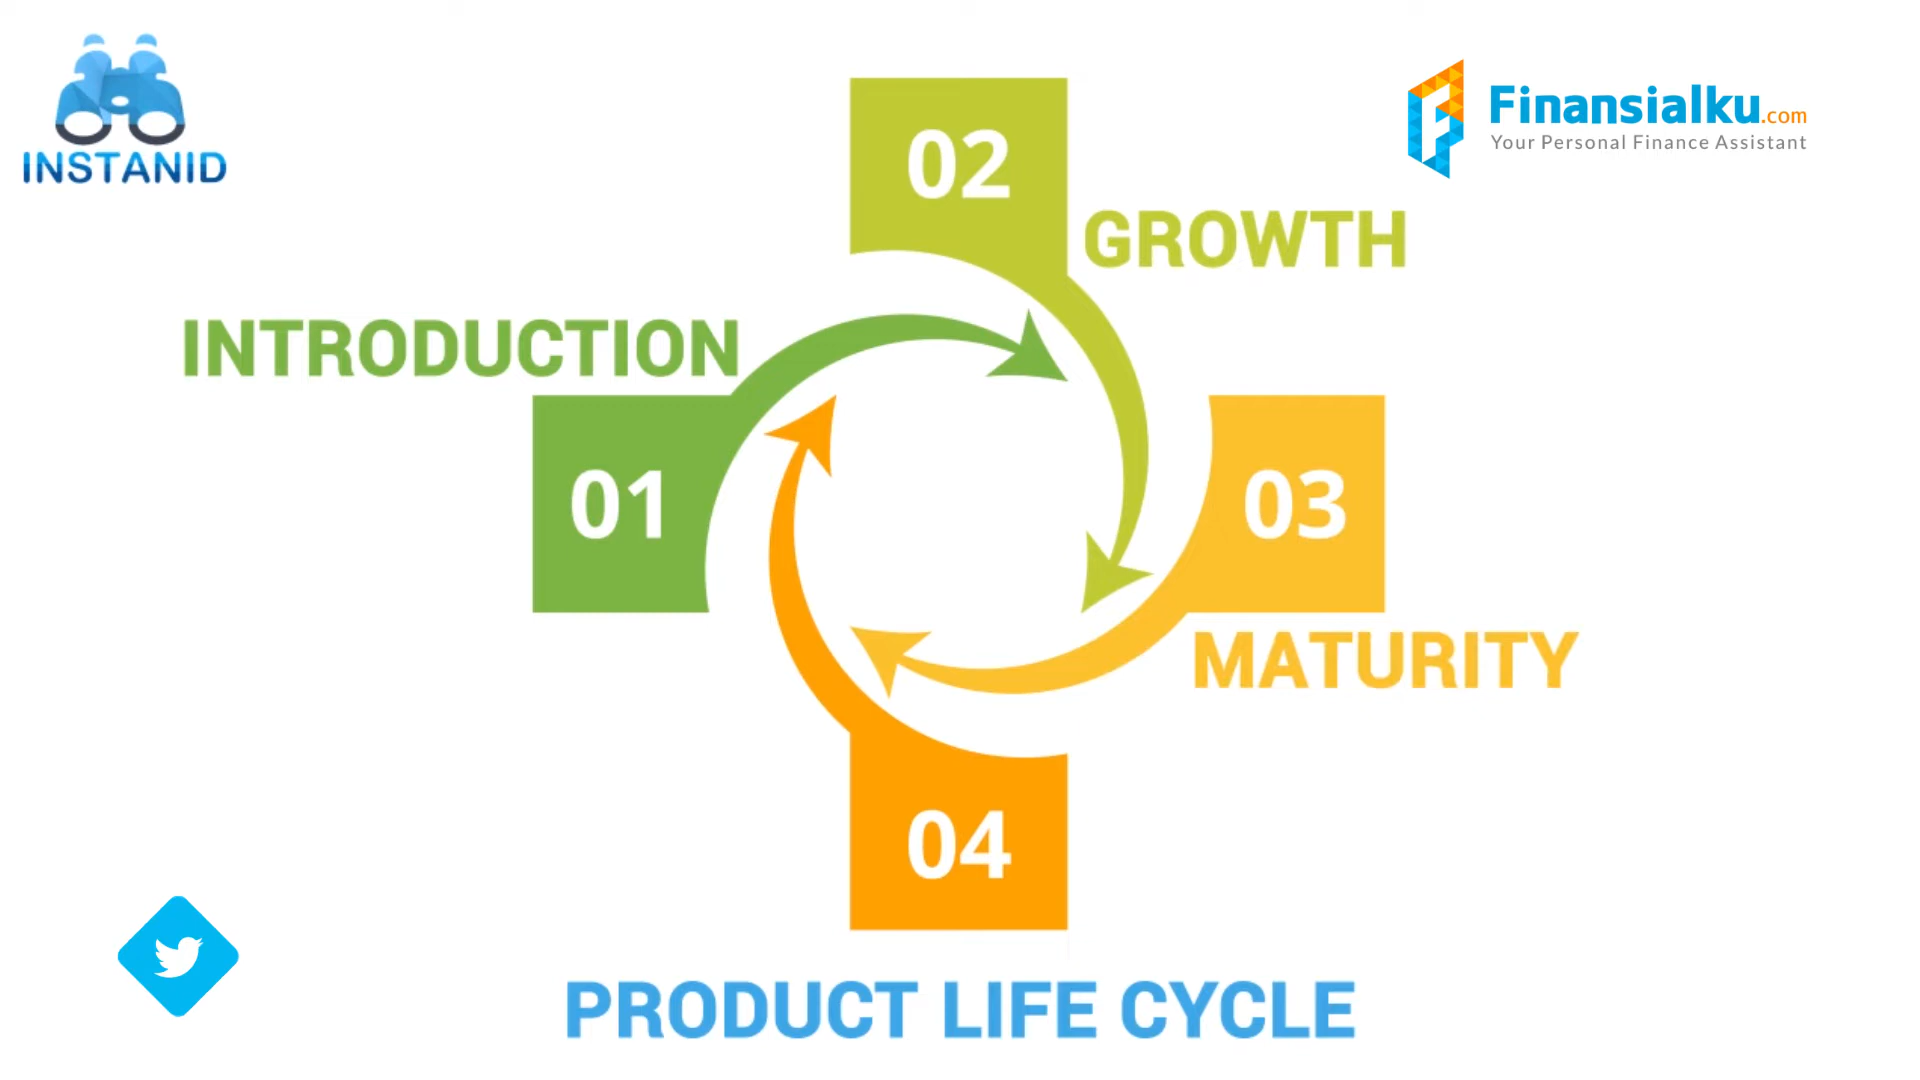 INSTANID
Finansialku.com
Your Personal Finance Assistant
02
GROWTH
INTRODUCTION
01
03
MATURITY
04
PRODUCT LIFE CYCLE